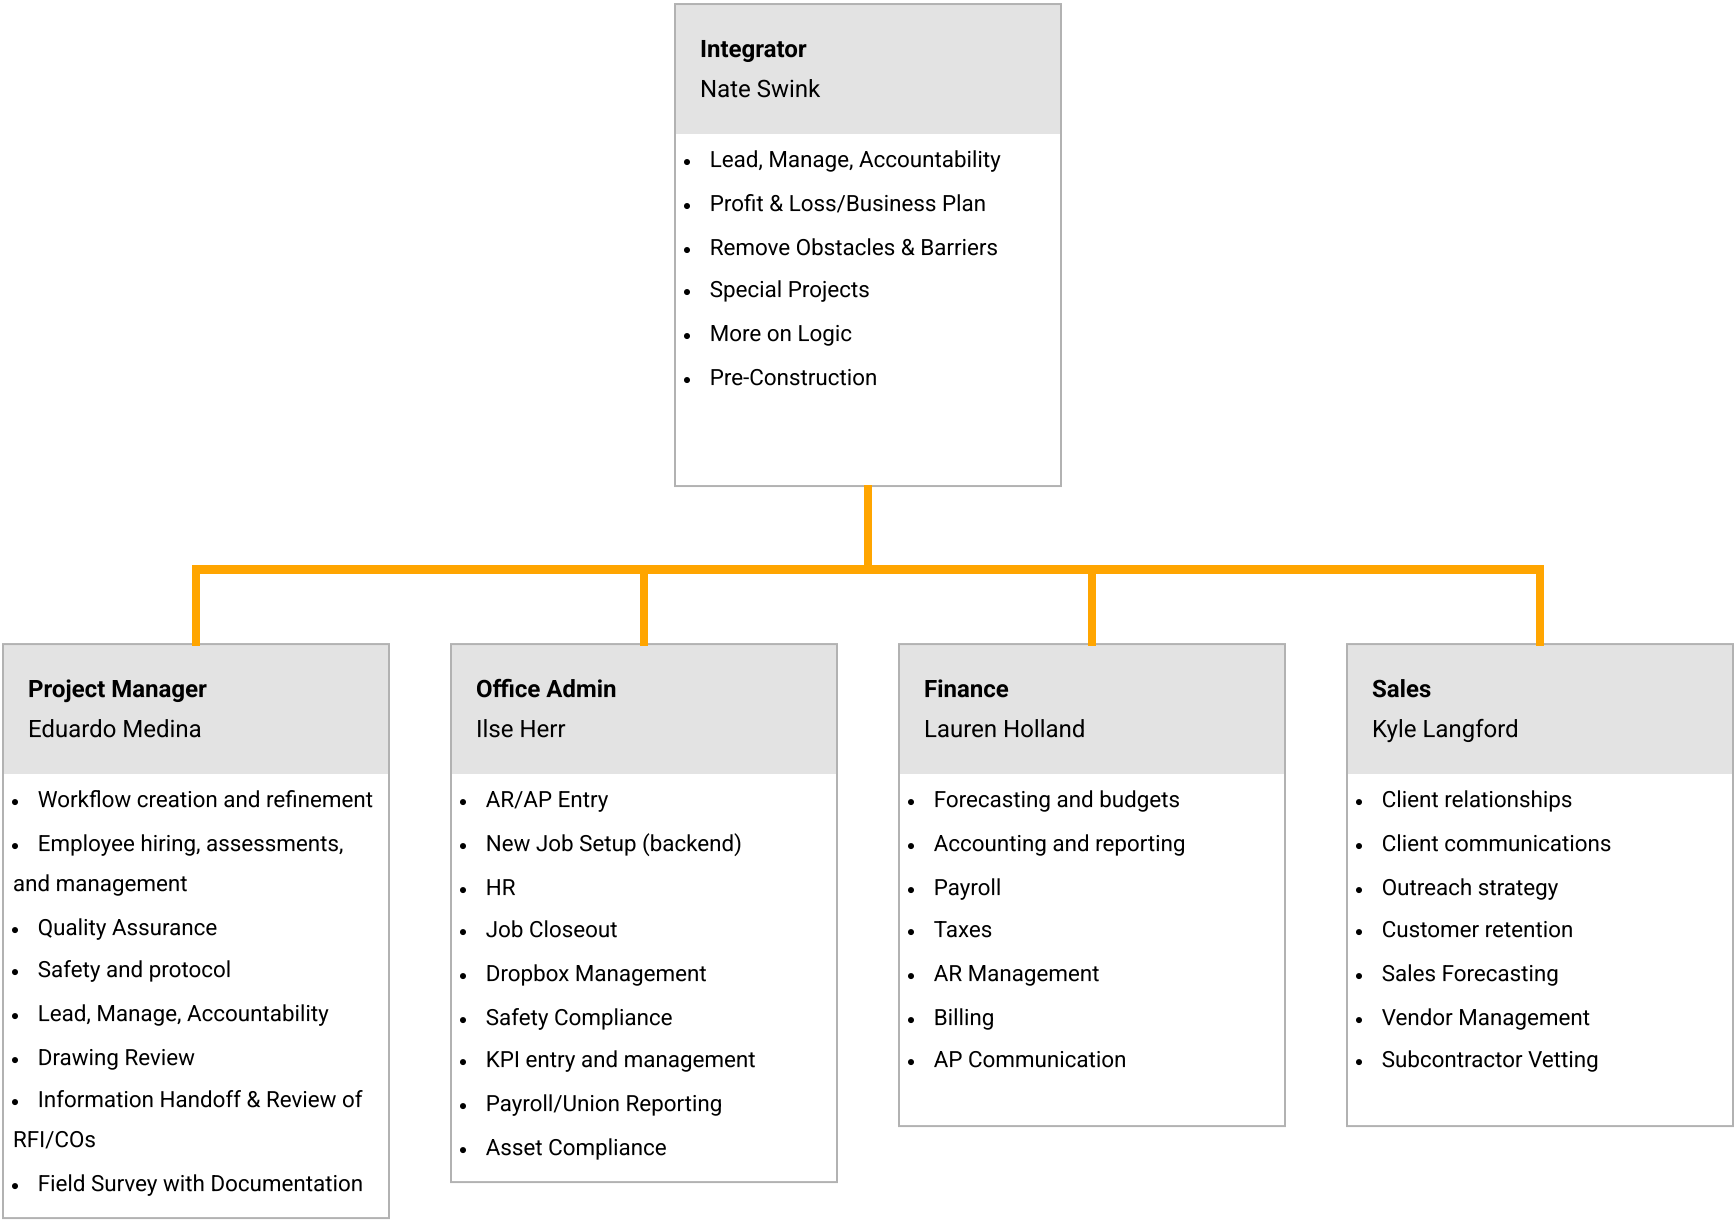 Integrator
Nate Swink
• Lead, Manage, Accountability
• Profit & Loss/Business Plan
• Remove Obstacles & Barriers
• Special Projects
• More on Logic
• Pre-Construction
Project Manager
Eduardo Medina
• Workflow creation and refinement
• Employee hiring, assessments,
and management
• Quality Assurance
• Safety and protocol
• Lead, Manage, Accountability
• Drawing Review
• Information Handoff & Review of
RFI/COs
• Field Survey with Documentation
Office Admin
Ilse Herr
• AR/AP Entry
• New Job Setup (backend)
• HR
• Job Closeout
• Dropbox Management
• Safety Compliance
• KPI entry and management
• Payroll/Union Reporting
• Asset Compliance
Finance
Lauren Holland
• Forecasting and budgets
• Accounting and reporting
• Payroll
• Taxes
• AR Management
• Billing
• AP Communication
Sales
Kyle Langford
• Client relationships
• Client communications
• Outreach strategy
• Customer retention
• Sales Forecasting
• Vendor Management
• Subcontractor Vetting